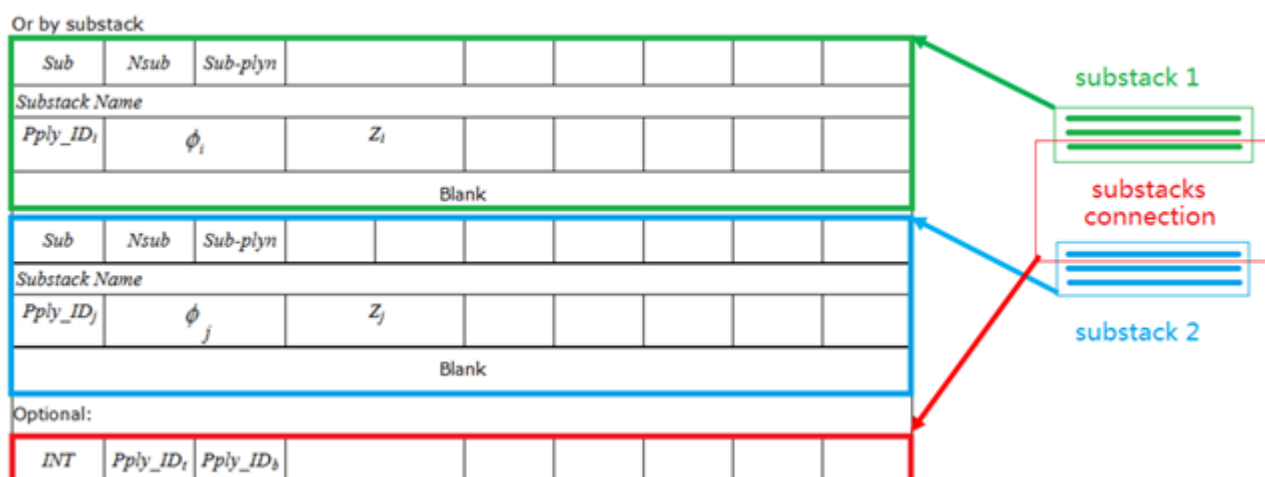 Or by substack
Sub Nsub Sub-plyn
substack 1
Substack Name
Pply_IDᵢ ϕᵢ Zᵢ
Blank
substacks
connection
Sub Nsub Sub-plyn
Substack Name
Pply_IDⱼ ϕⱼ Zⱼ
substack 2
Blank
Optional:
INT Pply_IDₜ Pply_ID_b